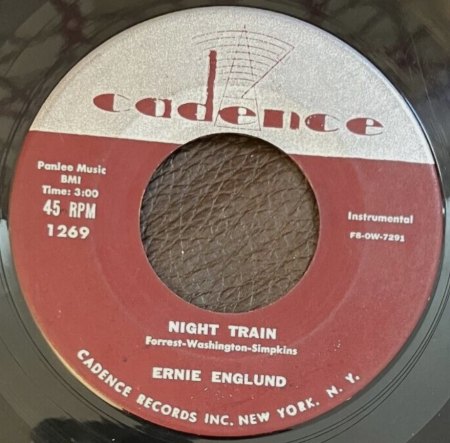 cadence
Panlee Music
BMI
Time: 3:00
45 RPM
1269
Instrumental
F8-OW-7291
NIGHT TRAIN
Forrest-Washington-Simpkins
ERNIE ENGLUND
CADENCE RECORDS INC. NEW YORK, N. Y.